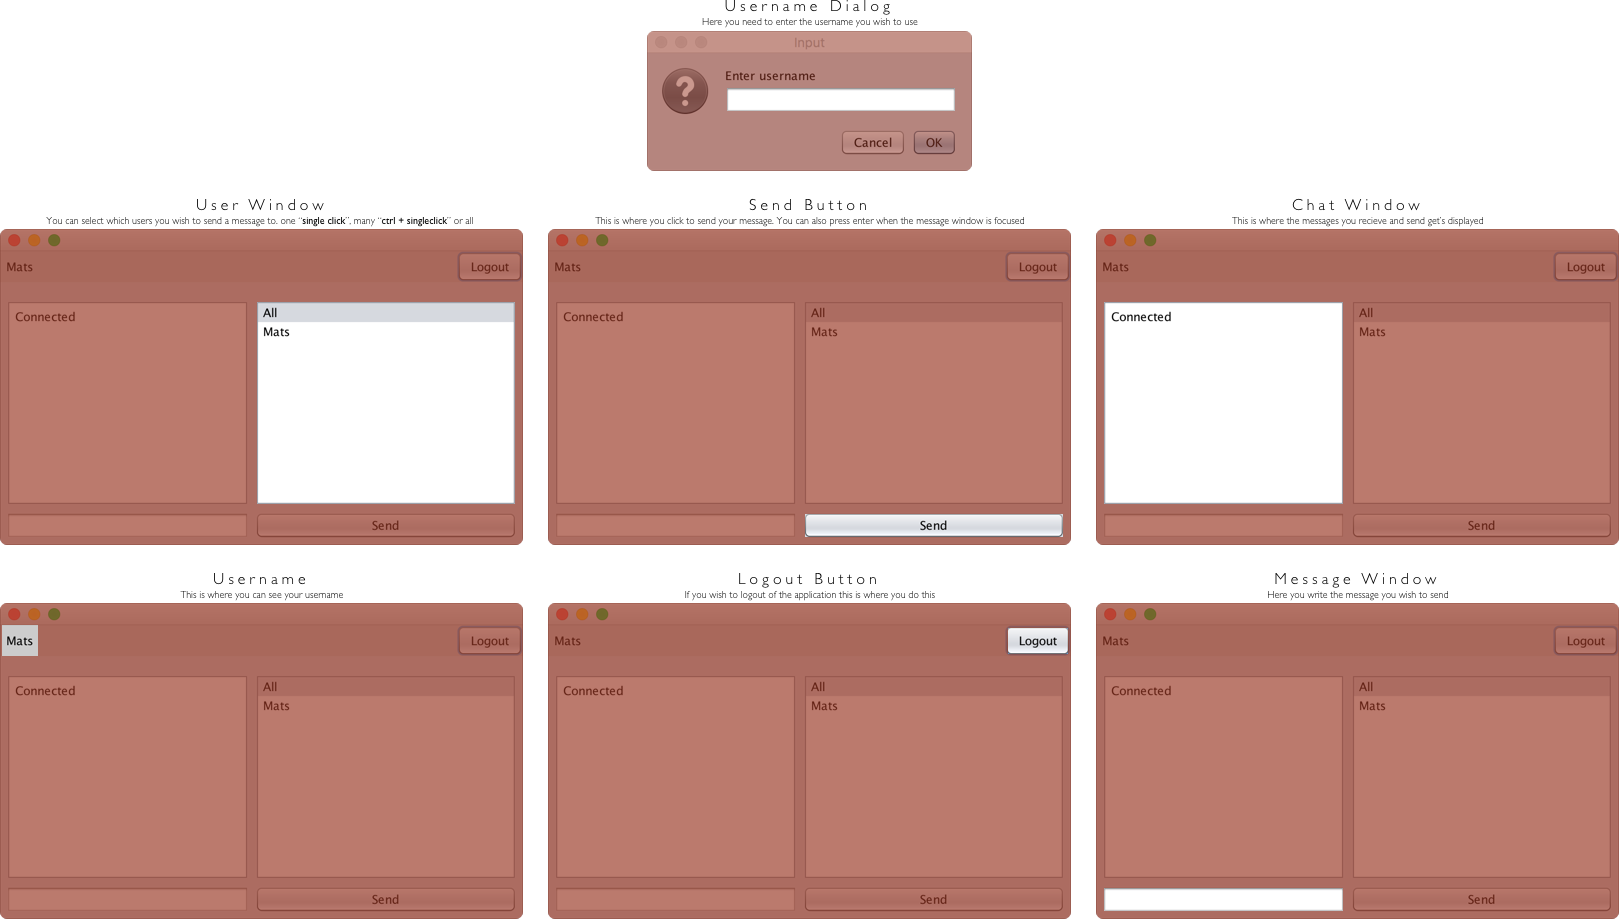 Username Dialog
Here you need to enter the username you wish to use
Input
?
Enter username
Cancel
OK
User Window
You can select which users you wish to send a message to. one “single click”, many “ctrl + singleclick” or all
Mats
Logout
Connected
All
Mats
Send
Send Button
This is where you click to send your message. You can also press enter when the message window is focused
Mats
Logout
Connected
All
Mats
Send
Chat Window
This is where the messages you recieve and send get's displayed
Mats
Logout
Connected
All
Mats
Send
Username
This is where you can see your username
Mats
Logout
Connected
All
Mats
Send
Logout Button
If you wish to logout of the application this is where you do this
Mats
Logout
Connected
All
Mats
Send
Message Window
Here you write the message you wish to send
Mats
Logout
Connected
All
Mats
Send